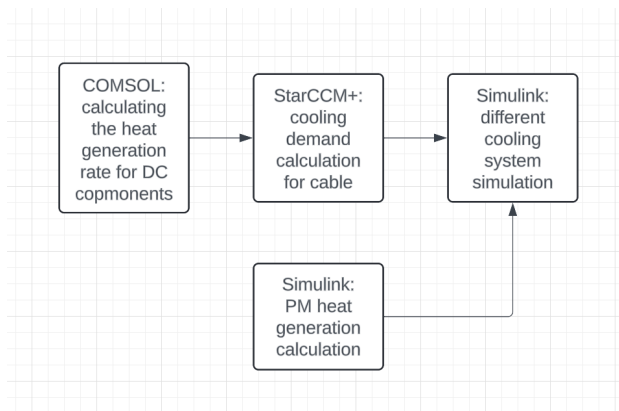 COMSOL:
calculating
the heat
generation
rate for DC
copmonents
StarCCM+:
cooling
demand
calculation
for cable
Simulink:
different
cooling
system
simulation
Simulink:
PM heat
generation
calculation